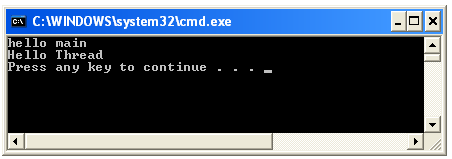 C:\WINDOWS\system32\cmd.exe
hello main
Hello Thread
Press any key to continue . . . _